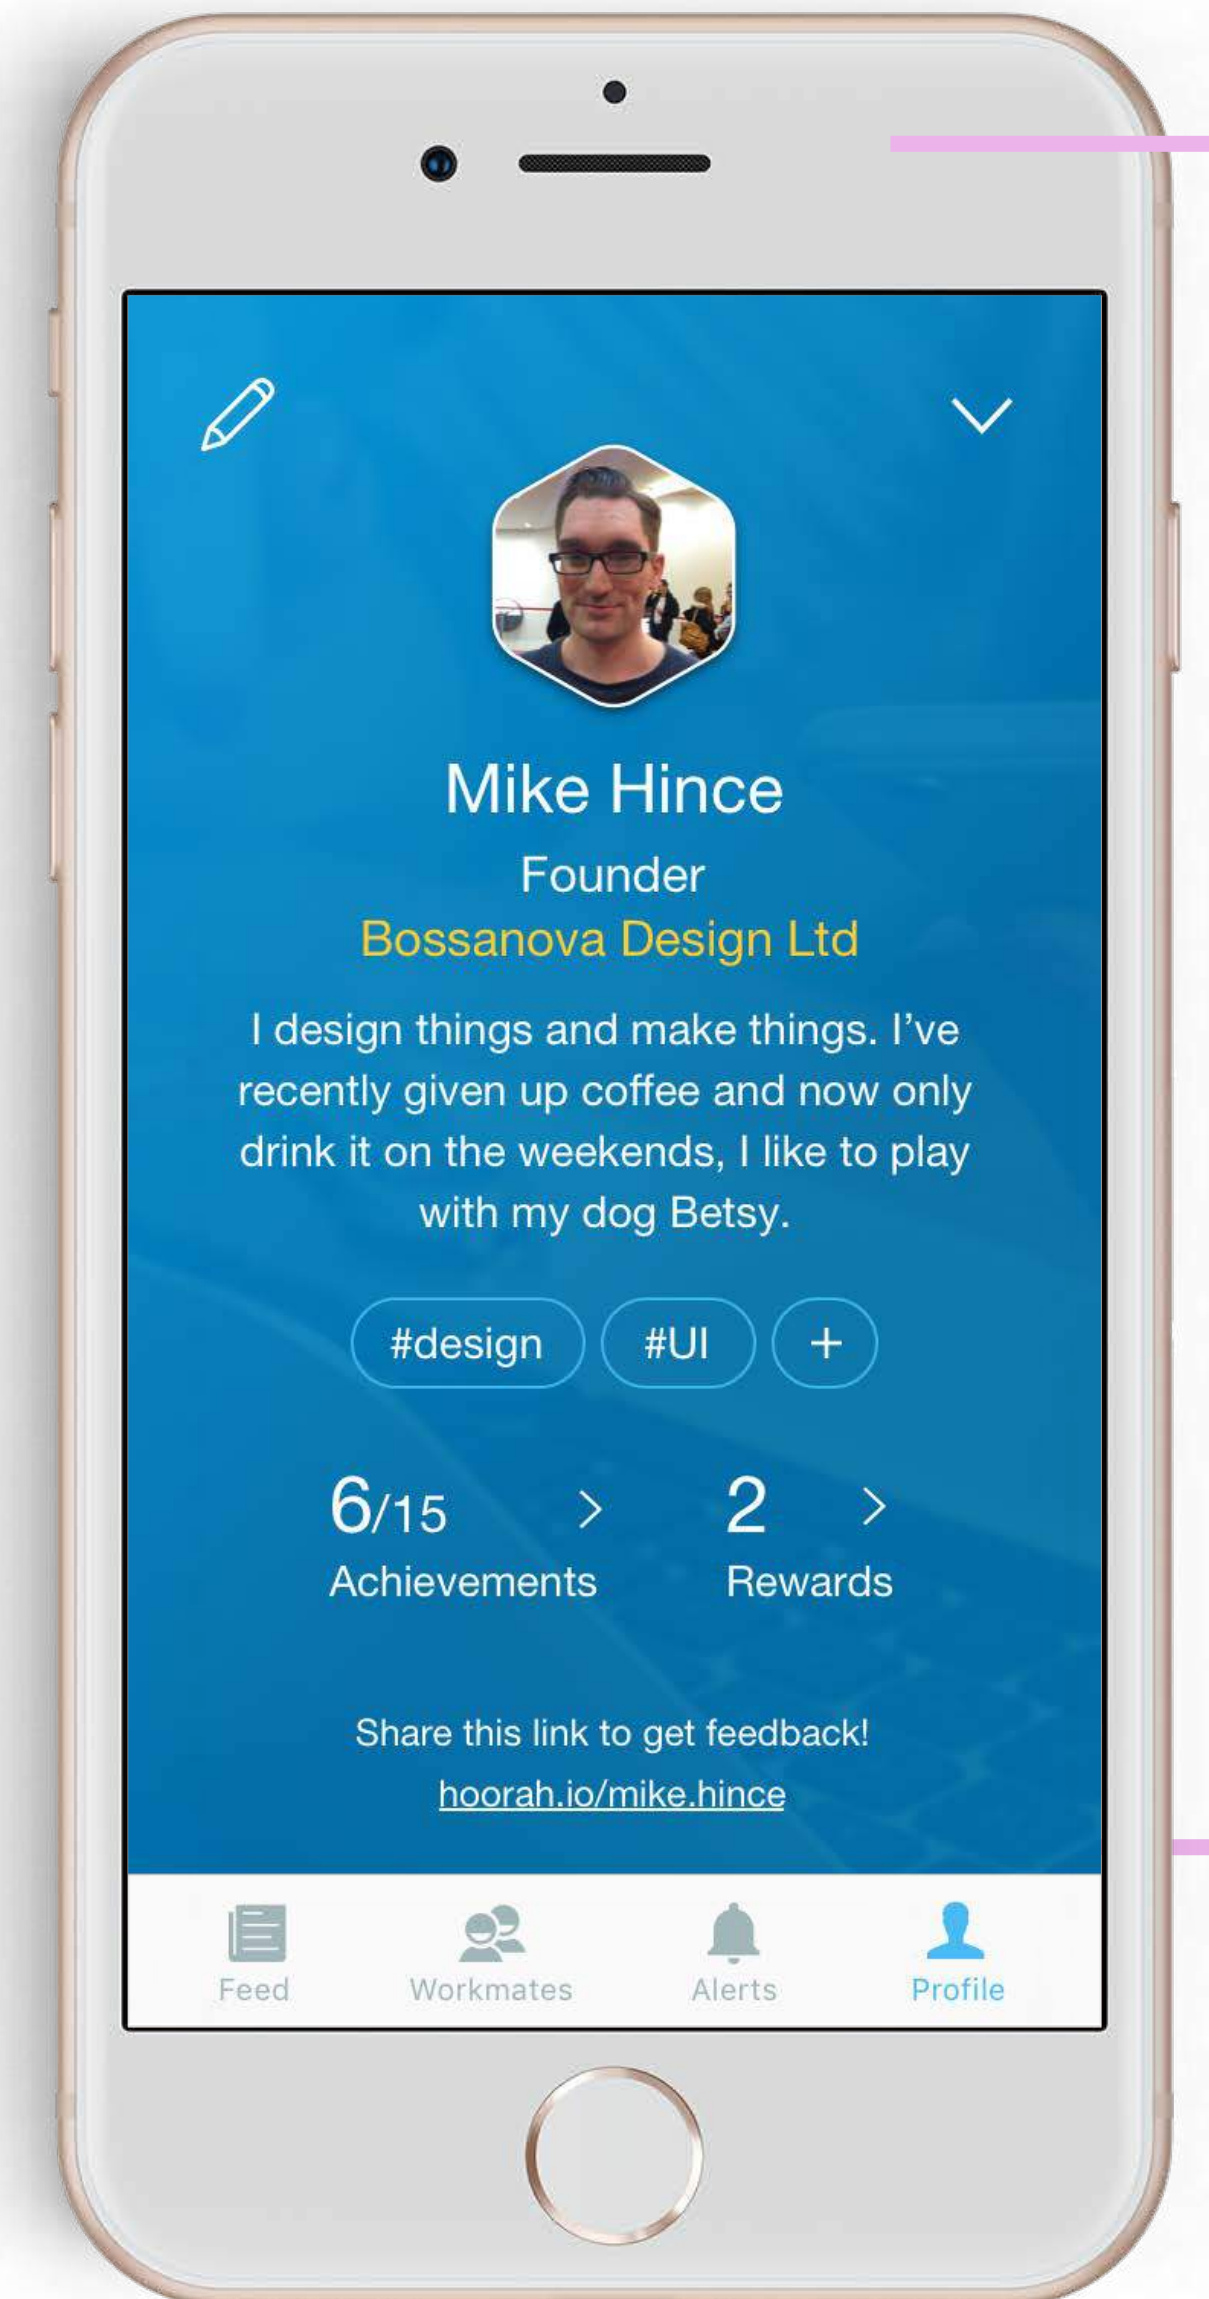 Mike Hince
Founder
Bossanova Design Ltd
I design things and make things. I’ve
recently given up coffee and now only
drink it on the weekends, I like to play
with my dog Betsy.
#design #UI +
6/15 > 2 >
Achievements Rewards
Share this link to get feedback!
hoorah.io/mike.hince
Feed Workmates Alerts Profile